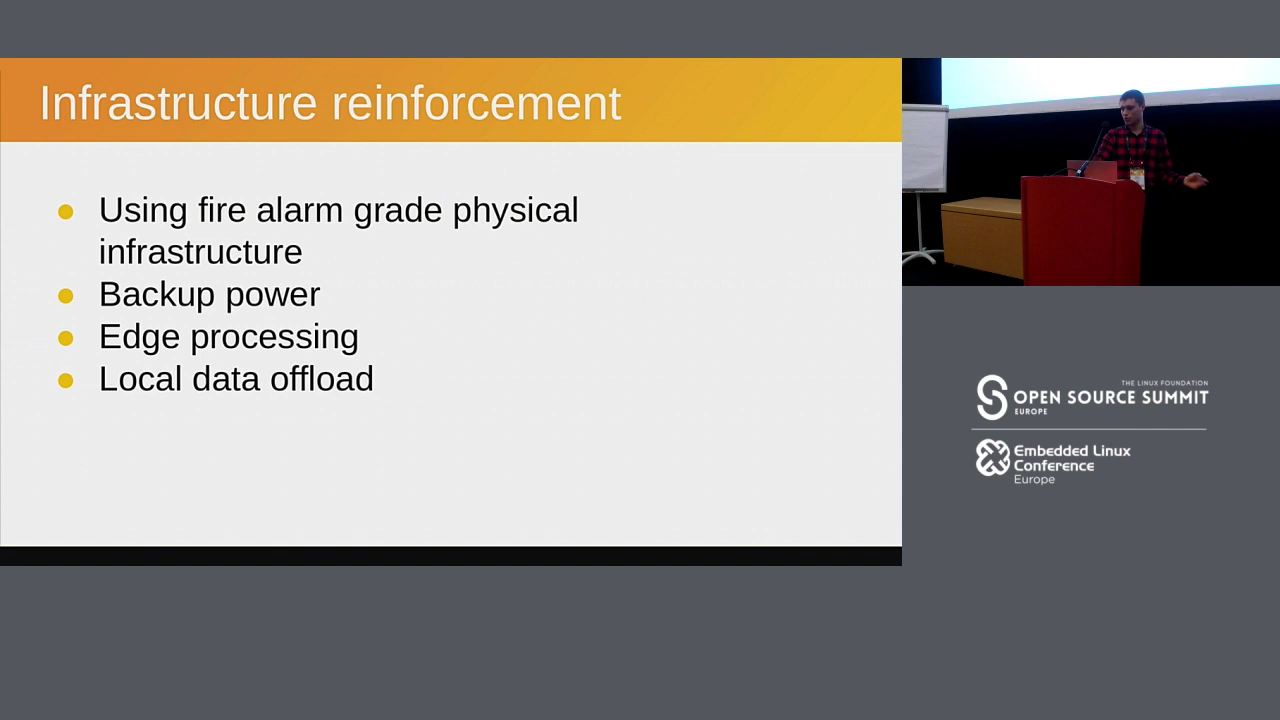 Infrastructure reinforcement
Using fire alarm grade physical
infrastructure
Backup power
Edge processing
Local data offload
THE LINUX FOUNDATION
OPEN SOURCE SUMMIT
EUROPE
Embedded Linux
Conference
Europe